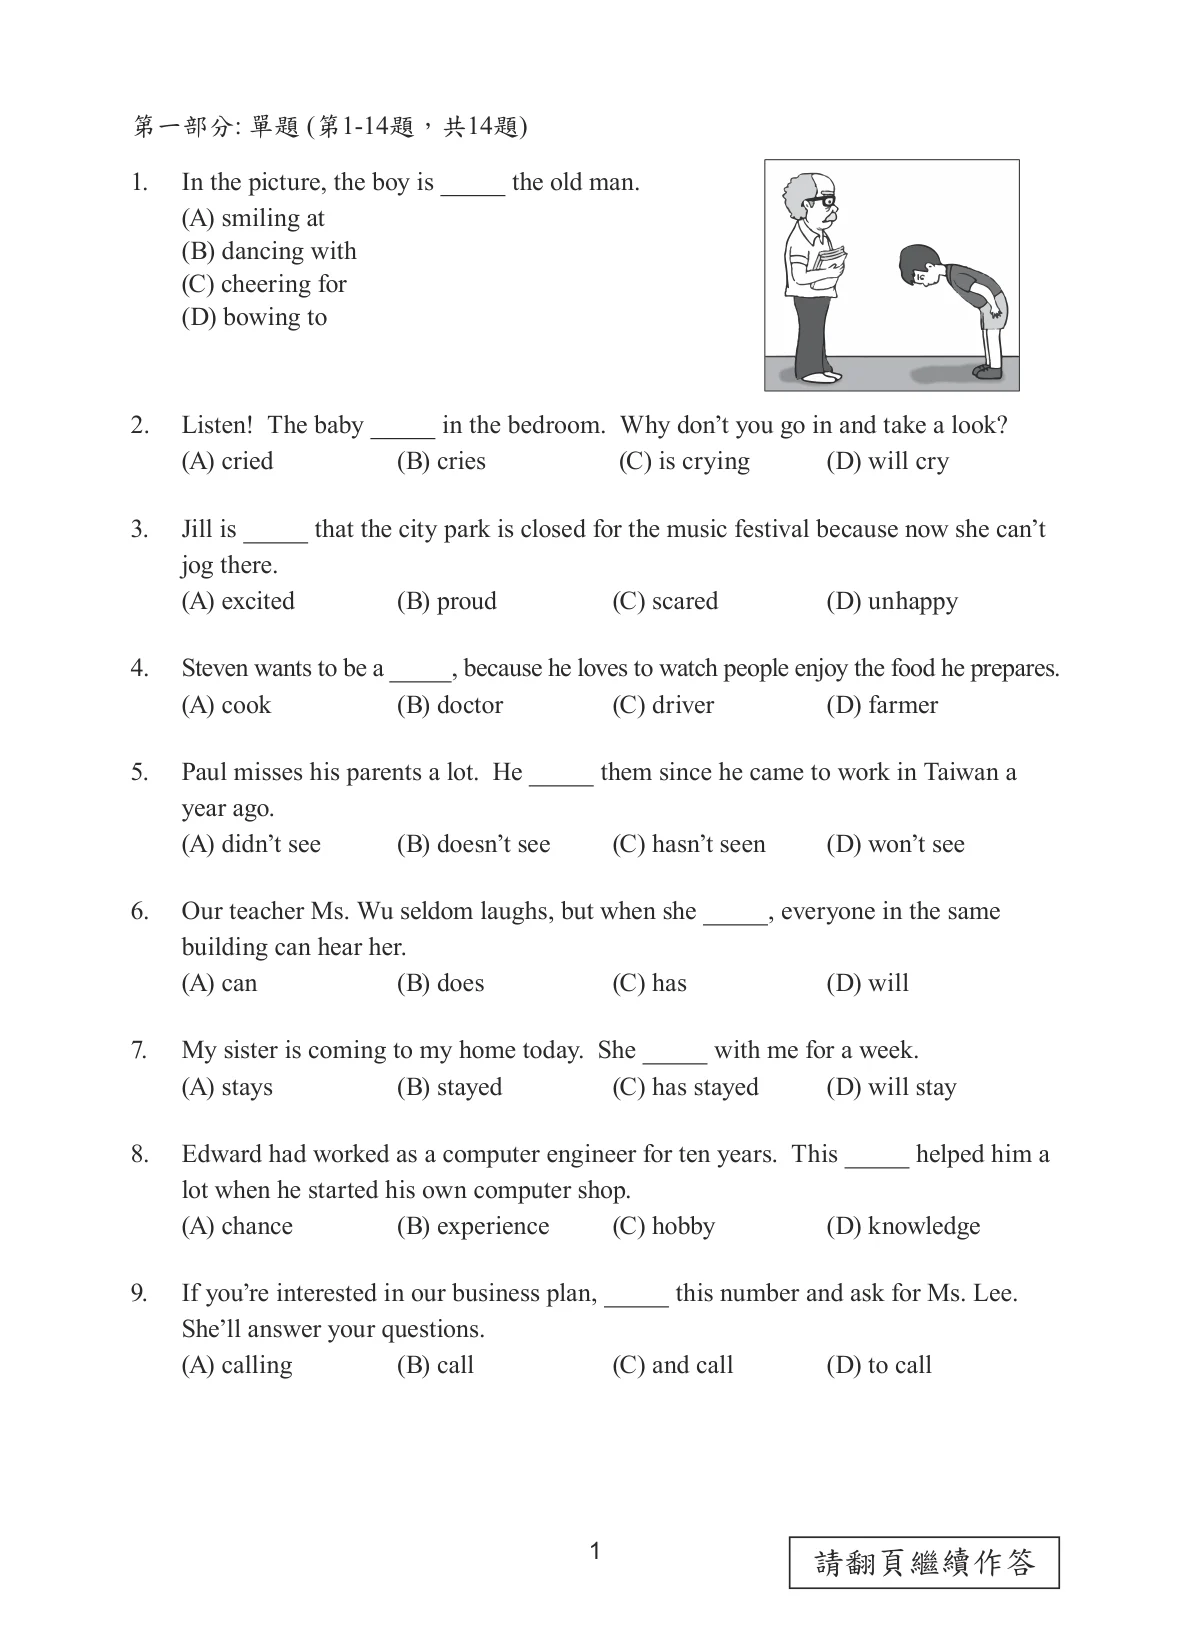 第一部分: 單題 (第1-14題，共14題)
1. In the picture, the boy is _____ the old man.
(A) smiling at
(B) dancing with
(C) cheering for
(D) bowing to
2. Listen! The baby _____ in the bedroom. Why don’t you go in and take a look?
(A) cried (B) cries (C) is crying (D) will cry
3. Jill is _____ that the city park is closed for the music festival because now she can’t
jog there.
(A) excited (B) proud (C) scared (D) unhappy
4. Steven wants to be a _____, because he loves to watch people enjoy the food he prepares.
(A) cook (B) doctor (C) driver (D) farmer
5. Paul misses his parents a lot. He _____ them since he came to work in Taiwan a
year ago.
(A) didn’t see (B) doesn’t see (C) hasn’t seen (D) won’t see
6. Our teacher Ms. Wu seldom laughs, but when she _____, everyone in the same
building can hear her.
(A) can (B) does (C) has (D) will
7. My sister is coming to my home today. She _____ with me for a week.
(A) stays (B) stayed (C) has stayed (D) will stay
8. Edward had worked as a computer engineer for ten years. This _____ helped him a
lot when he started his own computer shop.
(A) chance (B) experience (C) hobby (D) knowledge
9. If you’re interested in our business plan, _____ this number and ask for Ms. Lee.
She’ll answer your questions.
(A) calling (B) call (C) and call (D) to call
1
請翻頁繼續作答